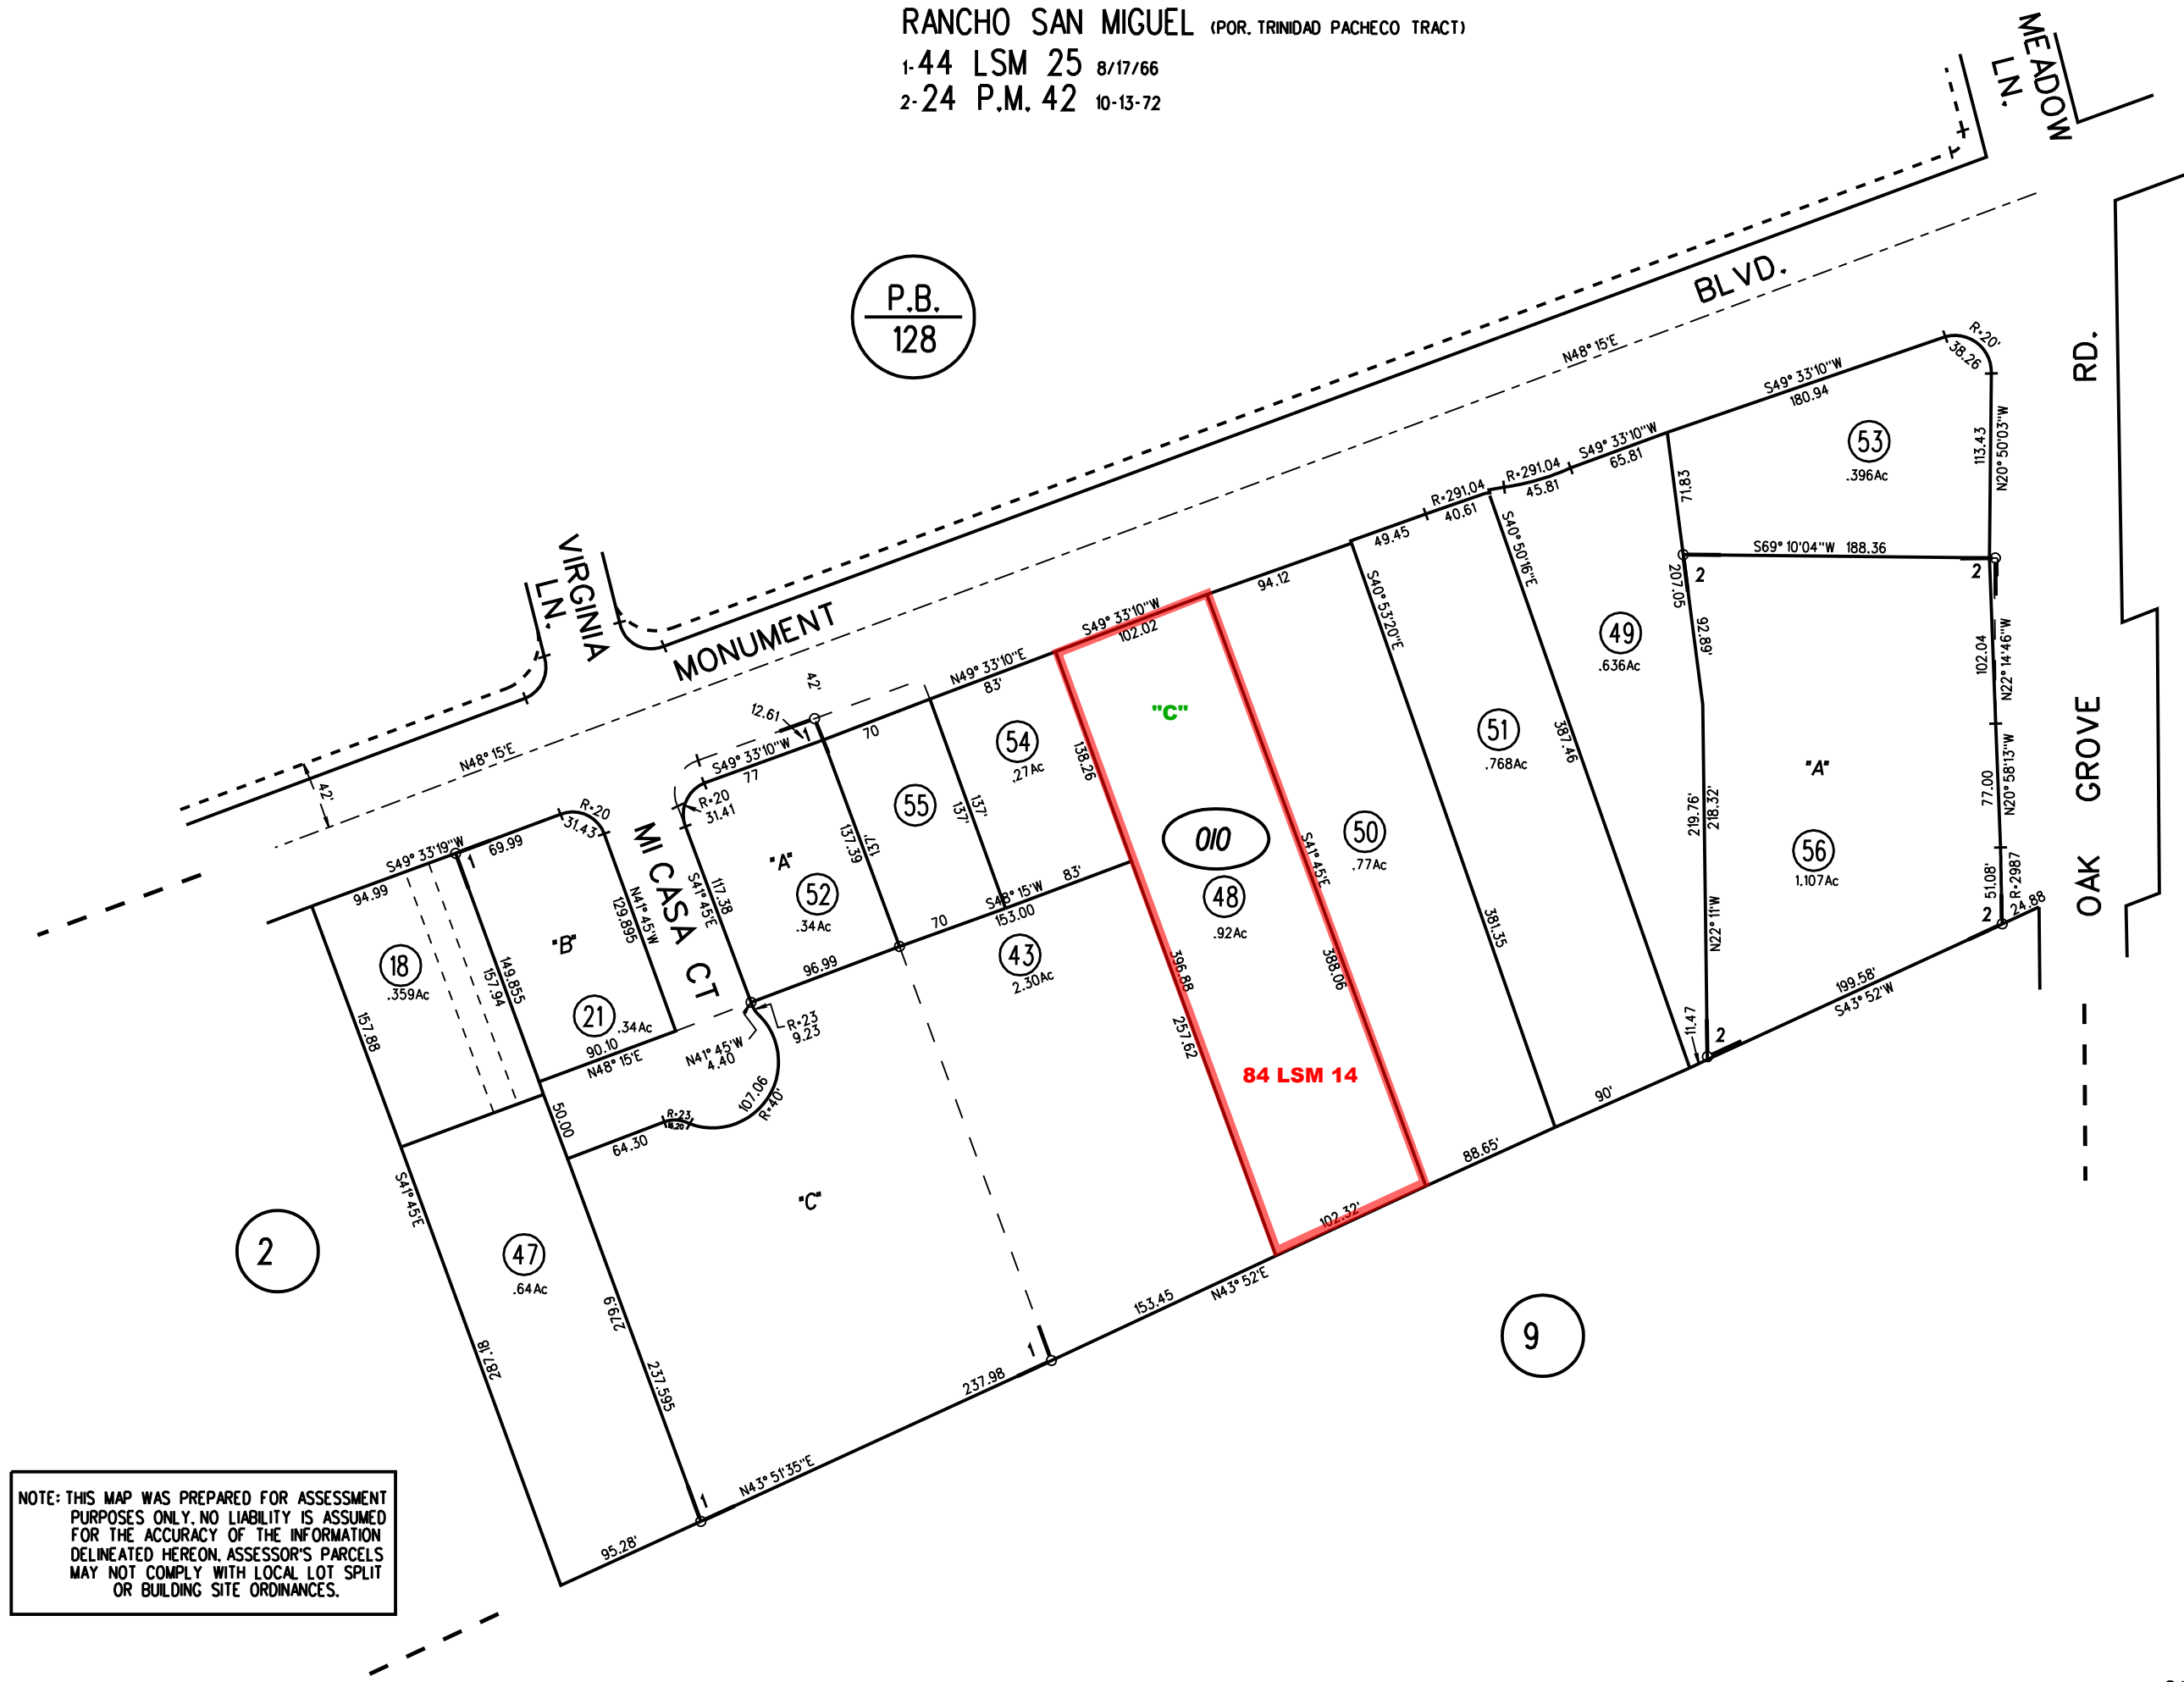 RANCHO SAN MIGUEL (POR. TRINIDAD PACHECO TRACT)
1-44 LSM 25 8/17/66
2-24 P.M. 42 10-13-72
MEADOW
LN.
P.B.
128
BLVD.
N48° 15'E
RD.
R=20'
38.26
S49° 33'10"W
180.94
53
.396Ac
113.43
N20° 50'03"W
S49° 33'10"W
65.81
R=291.04
45.81
R=291.04
40.61
49.45
71.83
S69° 10'04"W 188.36
2
2
207.05
92.89'
S40° 50'16"E
S40° 53'20"E
94.12
VIRGINIA
LN.
MONUMENT
S49° 33'10"W
102.02
N49° 33'10"E
83'
42'
12.61
1
70
S49° 33'10"W
77
N48° 15'E
42'
R=20
31.41
R=20
31.43
S49° 33'19"W
94.99
69.99
1
MI CASA CT
"A"
52
.34Ac
137.39
137'
55
137'
137'
54
.27Ac
138.26
"C"
010
48
.92Ac
S41° 45'E
388.06
50
.77Ac
51
.768Ac
387.46
381.35
49
.636Ac
"A"
56
1.107Ac
219.76'
218.32'
N22° 11'W
102.04
N22° 14'46"W
77.00
N20° 58'13"W
51.08'
R=2987
24.88
2
GROVE
OAK
199.58'
S43° 52'W
11.47
2
90'
88.65'
102.32'
84 LSM 14
396.88
257.62
S48° 15'W
153.00
83'
70
43
2.30Ac
96.99
117.38
S41° 45'E
N41° 45'W
129.895
"B"
21
.34Ac
90.10
N48° 15'E
149.855
157.94
18
.359Ac
157.88
R=23
9.23
N41° 45'W
4.40
107.06
R=40'
R=23
16.20
64.30
50.00
"C"
S41° 45'E
47
.64Ac
287.18
279.9
237.595
2
9
153.45
N43° 52'E
1
237.98
N43° 51'35"E
1
95.28'
NOTE: THIS MAP WAS PREPARED FOR ASSESSMENT
PURPOSES ONLY. NO LIABILITY IS ASSUMED
FOR THE ACCURACY OF THE INFORMATION
DELINEATED HEREON. ASSESSOR'S PARCELS
MAY NOT COMPLY WITH LOCAL LOT SPLIT
OR BUILDING SITE ORDINANCES.